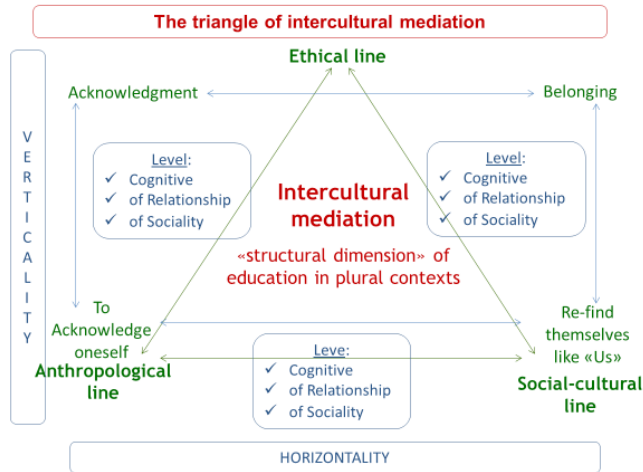 The triangle of intercultural mediation
Ethical line
Acknowledgment
Belonging
VERTICALITY
Level:
✓ Cognitive
✓ of Relationship
✓ of Sociality
Level:
✓ Cognitive
✓ of Relationship
✓ of Sociality
Intercultural
mediation
«structural dimension» of
education in plural contexts
To
Acknowledge
oneself
Anthropological
line
Re-find
themselves
like «Us»
Social-cultural
line
Leve:
✓ Cognitive
✓ of Relationship
✓ of Sociality
HORIZONTALITY